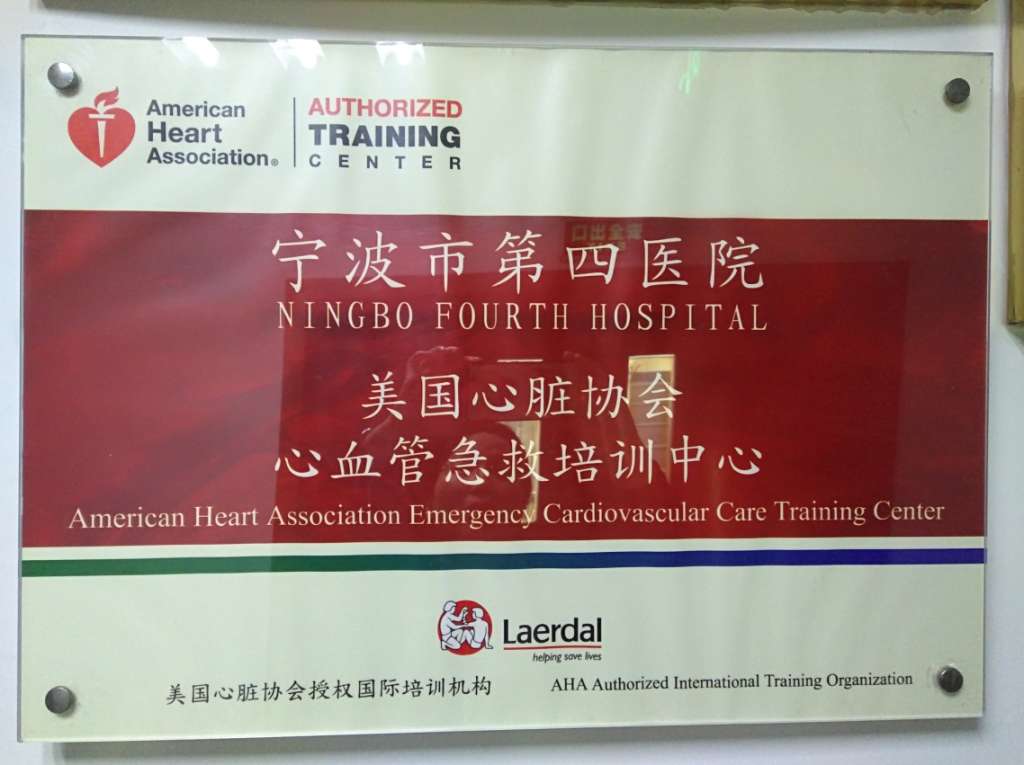 American
Heart
Association®
AUTHORIZED
TRAINING
CENTER
宁波市第四医院
NINGBO FOURTH HOSPITAL
美国心脏协会
心血管急救培训中心
American Heart Association Emergency Cardiovascular Care Training Center
Laerdal
helping save lives
美国心脏协会授权国际培训机构
AHA Authorized International Training Organization